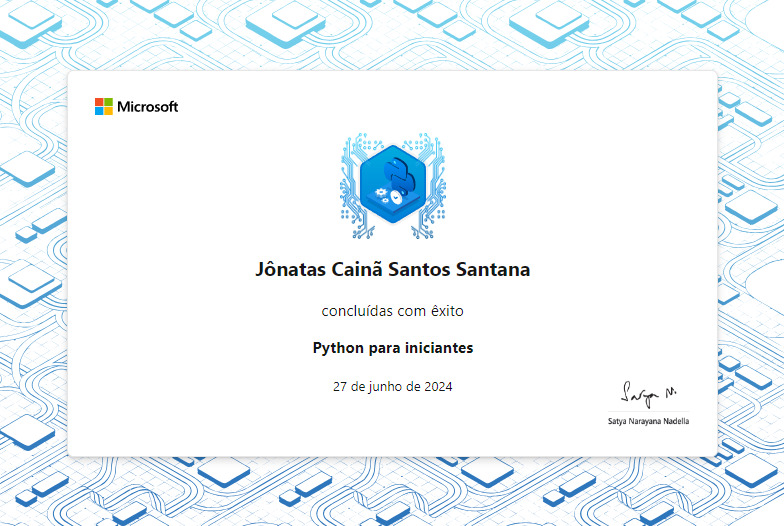 Microsoft
Jônatas Cainã Santos Santana
concluídas com êxito
Python para iniciantes
27 de junho de 2024
Satya N.
Satya Narayana Nadella